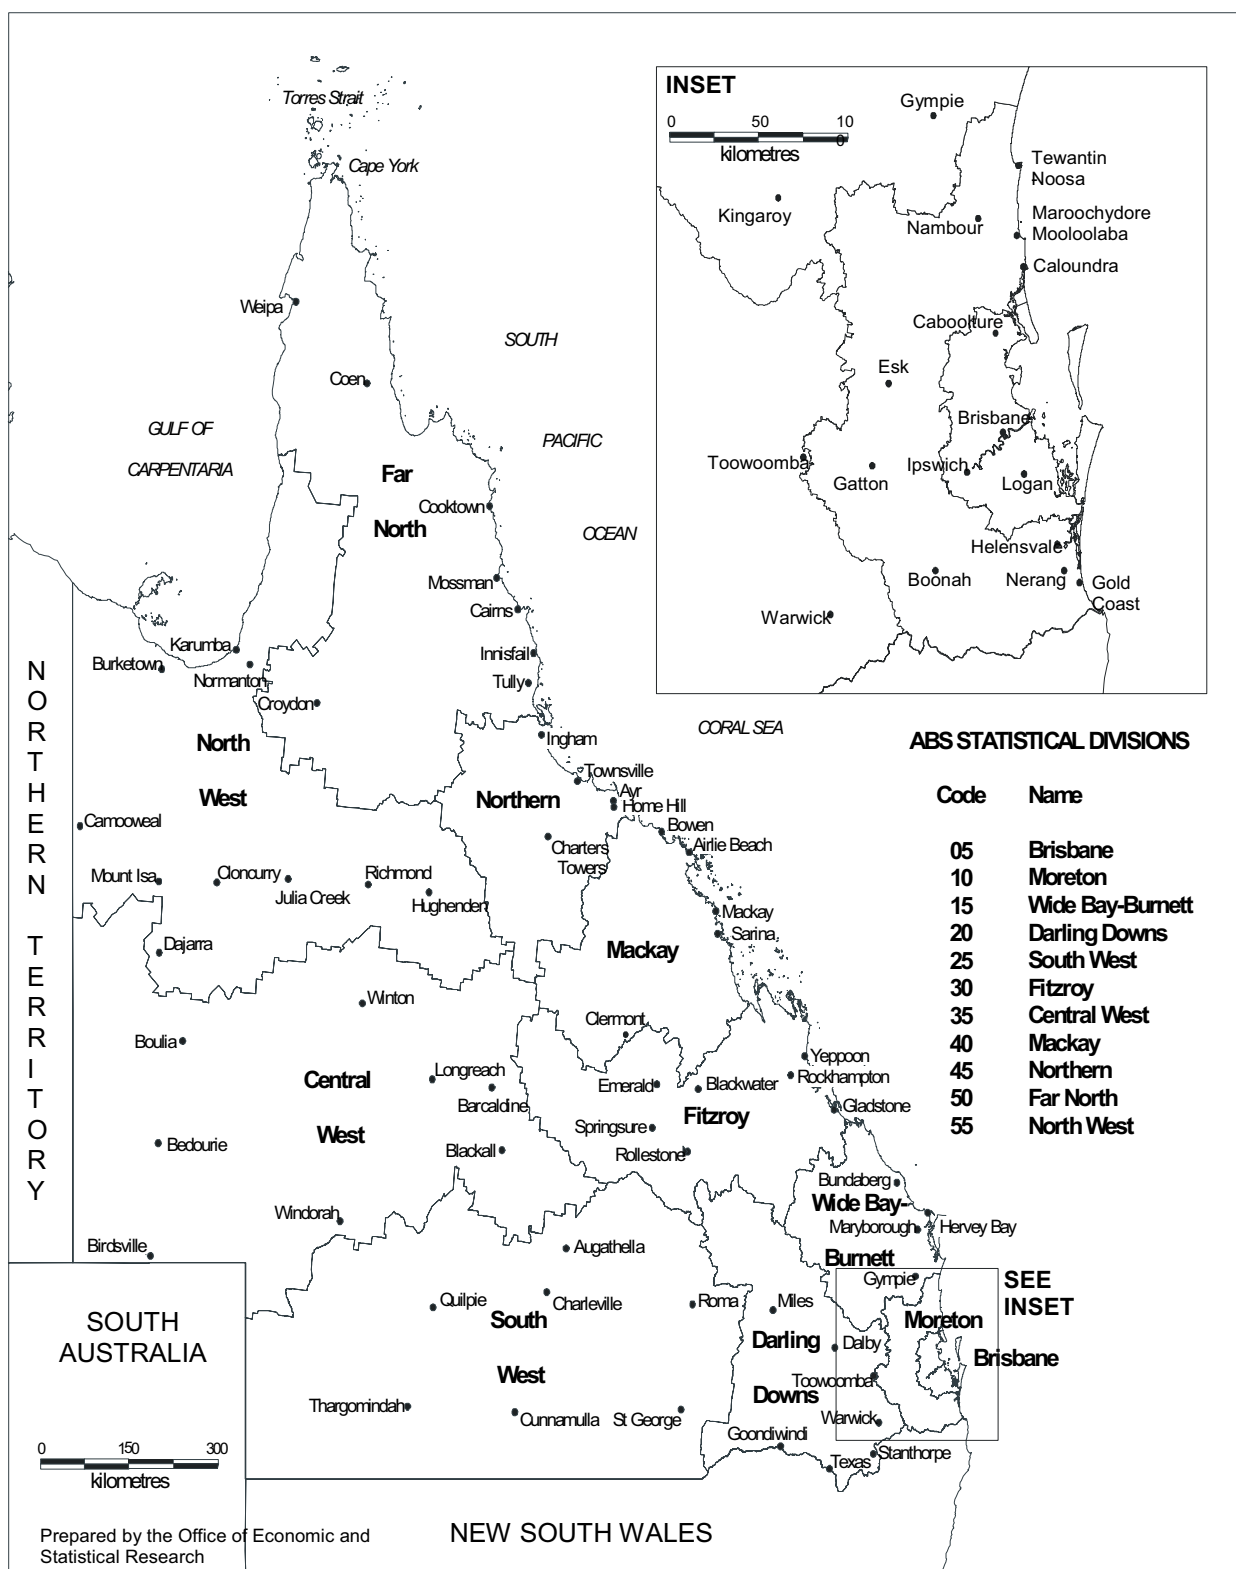 Torres Strait
Cape York
Weipa
Coen
SOUTH
PACIFIC
OCEAN
GULF OF
CARPENTARIA
Far
North
Cooktown
Mossman
Cairns
Innisfail
Tully
Karumba
Burketown
Normanton
Croydon
North
West
CORAL SEA
Ingham
Townsville
Ayr
Home Hill
Northern
Bowen
Airlie Beach
Camooweal
Charters
Towers
Mount Isa
Cloncurry
Julia Creek
Richmond
Hughenden
Mackay
Sarina
Mackay
Dajarra
Winton
Clermont
Boulia
Yeppoon
Central
West
Longreach
Barcaldine
Emerald
Blackwater
Rockhampton
Fitzroy
Gladstone
Springsure
Bedourie
Blackall
Rollestone
Bundaberg
Wide Bay-
Burnett
Maryborough
Hervey Bay
Windorah
Birdsville
Augathella
Gympie
SEE
INSET
Quilpie
Charleville
Roma
Miles
Moreton
South
West
Darling
Downs
Dalby
Brisbane
Toowoomba
Thargomindah
Cunnamulla
St George
Warwick
Goondiwindi
Texas
Stanthorpe
NORTHERN TERRITORY
SOUTH
AUSTRALIA
NEW SOUTH WALES
0 150 300
kilometres
Prepared by the Office of Economic and
Statistical Research
INSET
0 50 10
0
kilometres
Gympie
Tewantin
Noosa
Kingaroy
Nambour
Maroochydore
Mooloolaba
Caloundra
Caboolture
Esk
Brisbane
Toowoomba
Gatton
Ipswich
Logan
Helensvale
Boonah
Nerang
Gold
Coast
Warwick
ABS STATISTICAL DIVISIONS
Code Name
05 Brisbane
10 Moreton
15 Wide Bay-Burnett
20 Darling Downs
25 South West
30 Fitzroy
35 Central West
40 Mackay
45 Northern
50 Far North
55 North West